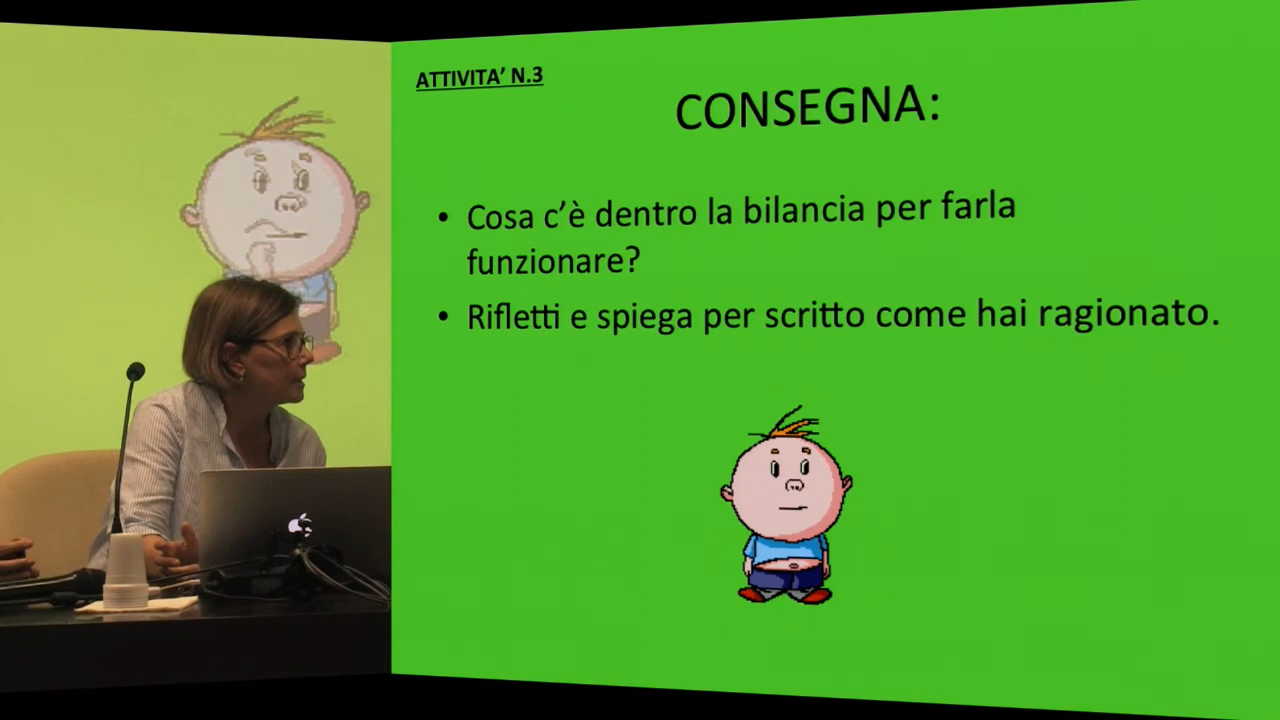 ATTIVITA' N.3
CONSEGNA:
• Cosa c'è dentro la bilancia per farla
funzionare?
• Rifletti e spiega per scritto come hai ragionato.